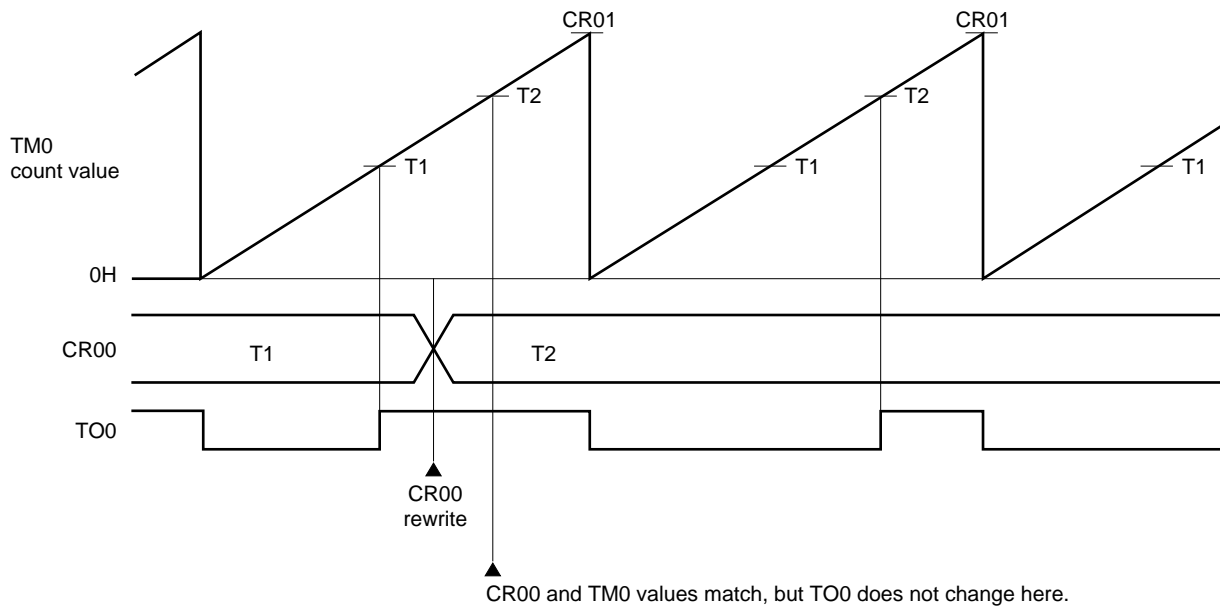 CR01
CR01
T2
T2
TM0
count value
T1
T1
T1
0H
CR00
T1
T2
TO0
CR00
rewrite
CR00 and TM0 values match, but TO0 does not change here.